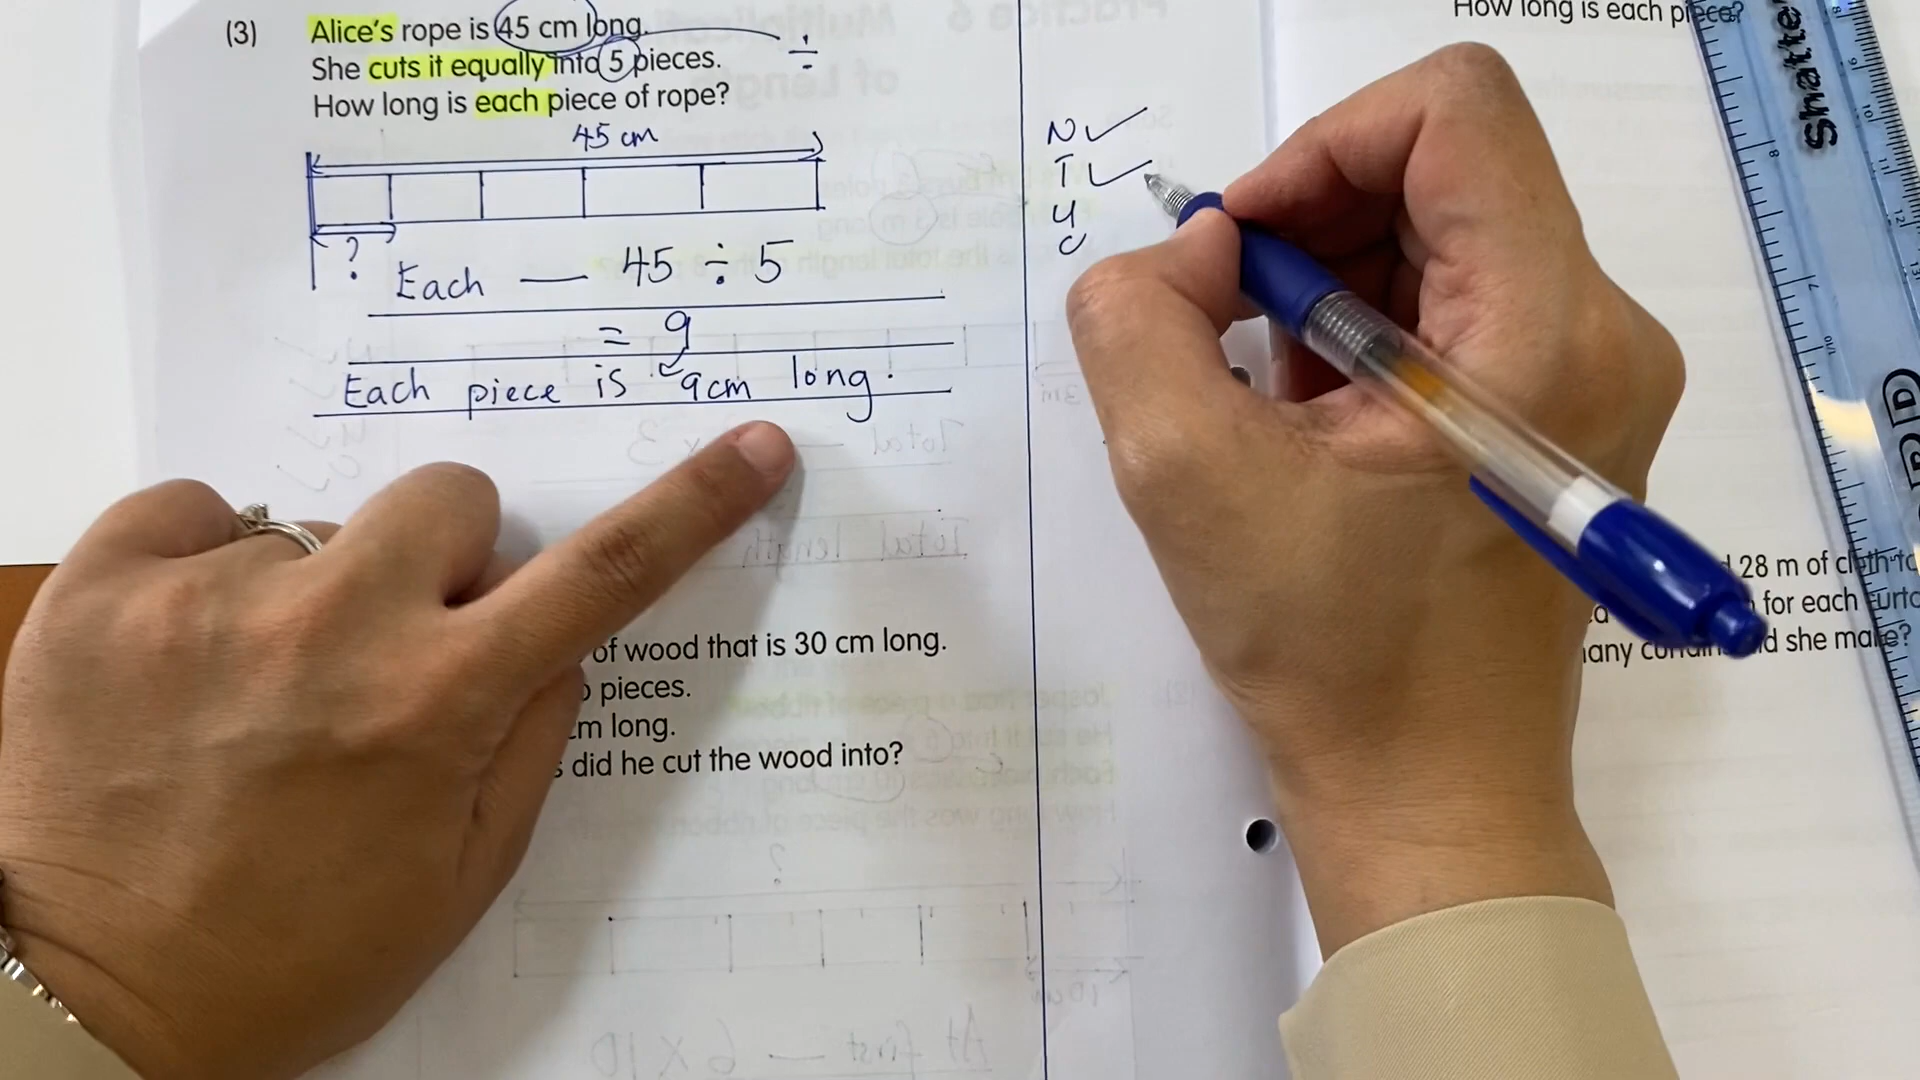 (3) Alice's rope is 45 cm long.
She cuts it equally into 5 pieces.
How long is each piece of rope?
÷
45 cm
?
Each — 45 ÷ 5
= 9
Each piece is 9cm long.
N ✓
T ✓
U
C
of wood that is 30 cm long.
pieces.
cm long.
did he cut the wood into?
How long is each piece?
28 m of cloth
for each
she make?
Shatter